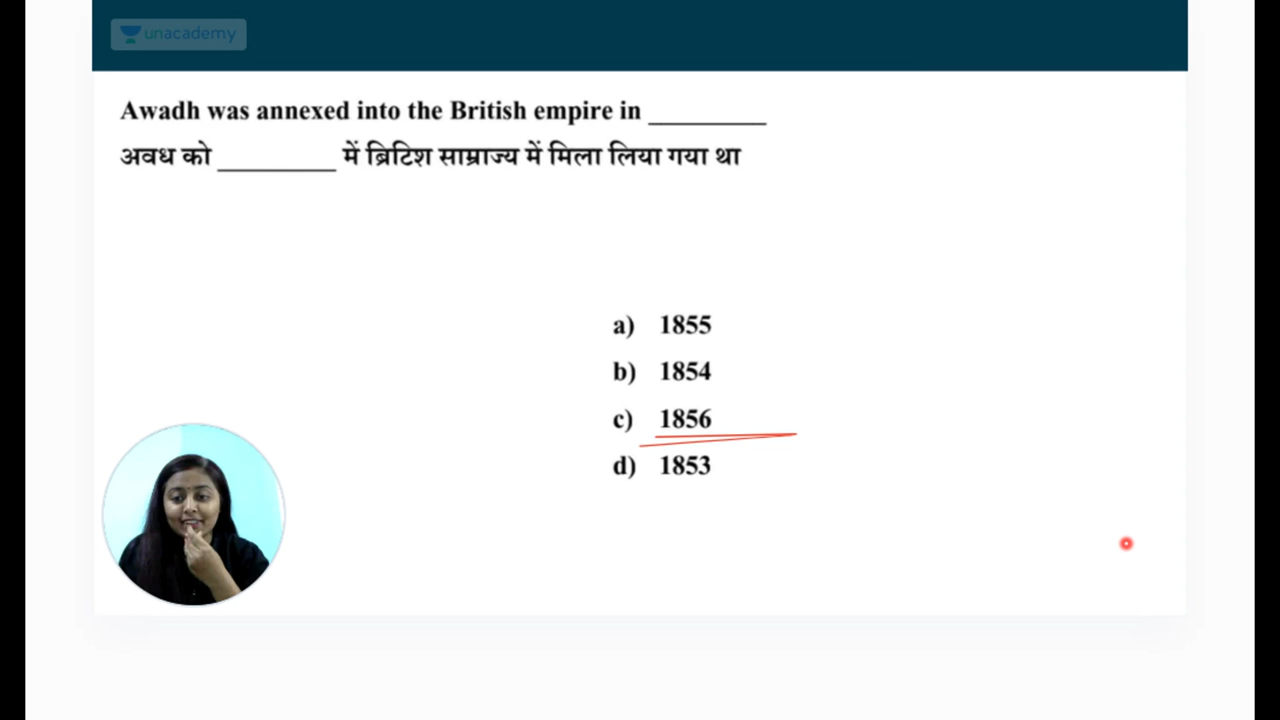 unacademy
Awadh was annexed into the British empire in _________
अवध को _________ में ब्रिटिश साम्राज्य में मिला लिया गया था
a) 1855
b) 1854
c) 1856
d) 1853